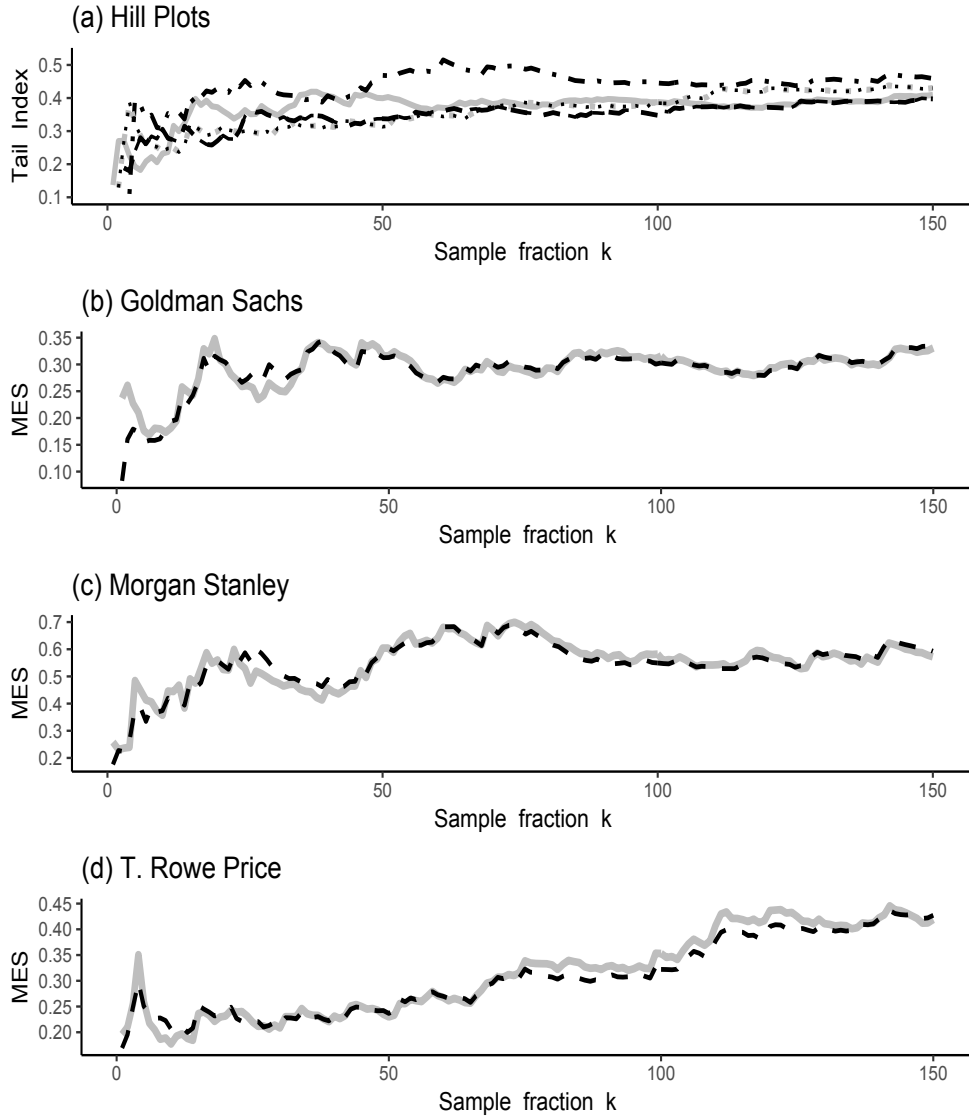 (a) Hill Plots
0.5
0.4
0.3
0.2
0.1
Tail Index
0 50 100 150
Sample fraction k
(b) Goldman Sachs
0.35
0.30
0.25
0.20
0.15
0.10
MES
0 50 100 150
Sample fraction k
(c) Morgan Stanley
0.7
0.6
0.5
0.4
0.3
0.2
MES
0 50 100 150
Sample fraction k
(d) T. Rowe Price
0.45
0.40
0.35
0.30
0.25
0.20
MES
0 50 100 150
Sample fraction k